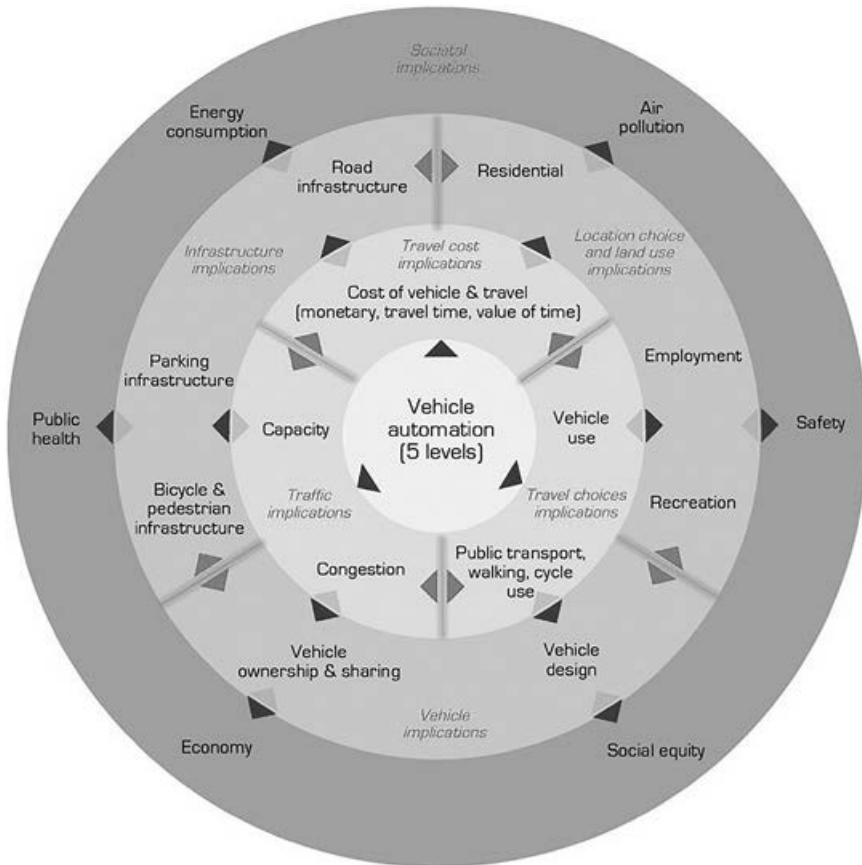 Societal
implications
Energy
consumption
Air
pollution
Road
infrastructure
Residential
Infrastructure
implications
Travel cost
implications
Location choice
and land use
implications
Cost of vehicle & travel
(monetary, travel time, value of time)
Parking
infrastructure
Employment
Public
health
Capacity
Vehicle
automation
(5 levels)
Vehicle
use
Safety
Bicycle &
pedestrian
infrastructure
Traffic
implications
Travel choices
implications
Recreation
Congestion
Public transport,
walking, cycle
use
Vehicle
ownership & sharing
Vehicle
design
Vehicle
implications
Economy
Social equity